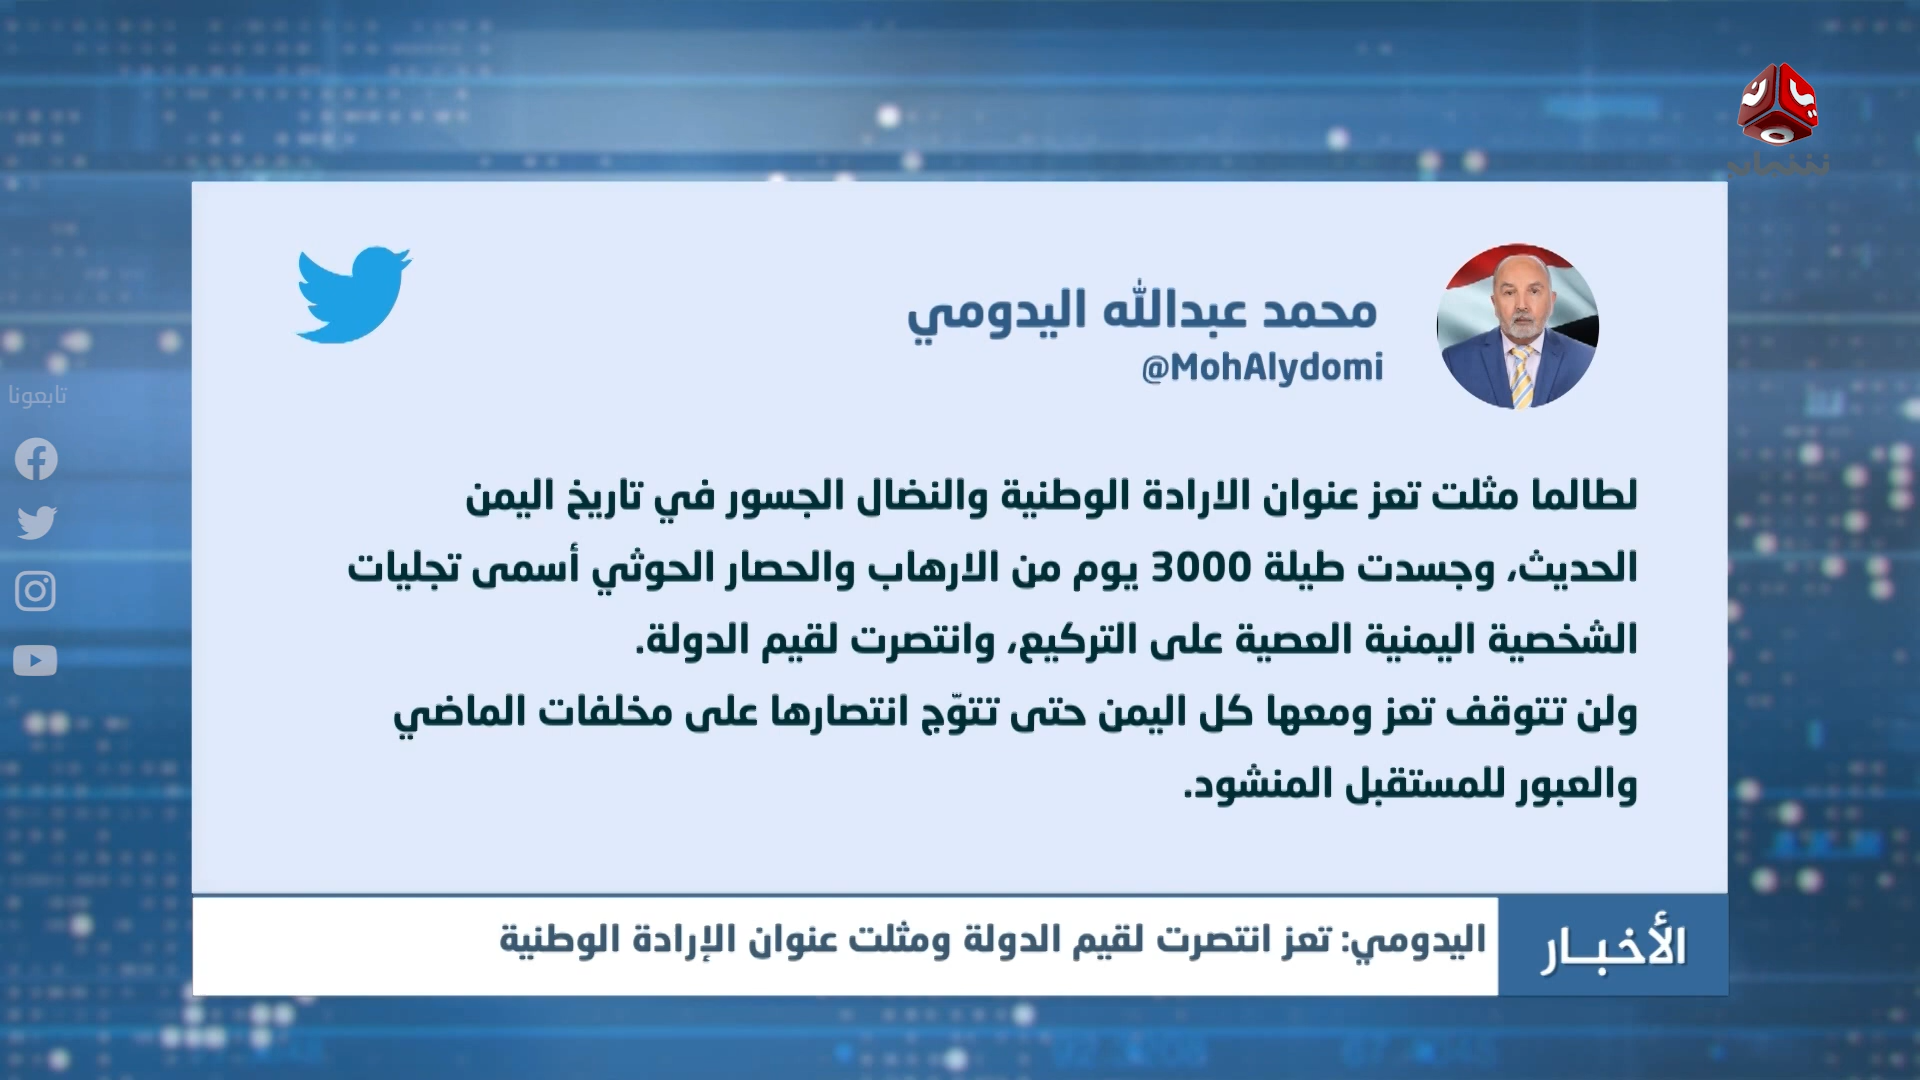 محمد عبدالله اليدومي
@MohAlydomi
لطالما مثلت تعز عنوان الارادة الوطنية والنضال الجسور في تاريخ اليمن
الحديث، وجسدت طيلة 3000 يوم من الارهاب والحصار الحوثي أسمى تجليات
الشخصية اليمنية العصية على التركيع، وانتصرت لقيم الدولة.
ولن تتوقف تعز ومعها كل اليمن حتى تتوّج انتصارها على مخلفات الماضي
والعبور للمستقبل المنشود.
تابعونا
الأخبـار
اليدومي: تعز انتصرت لقيم الدولة ومثلت عنوان الإرادة الوطنية